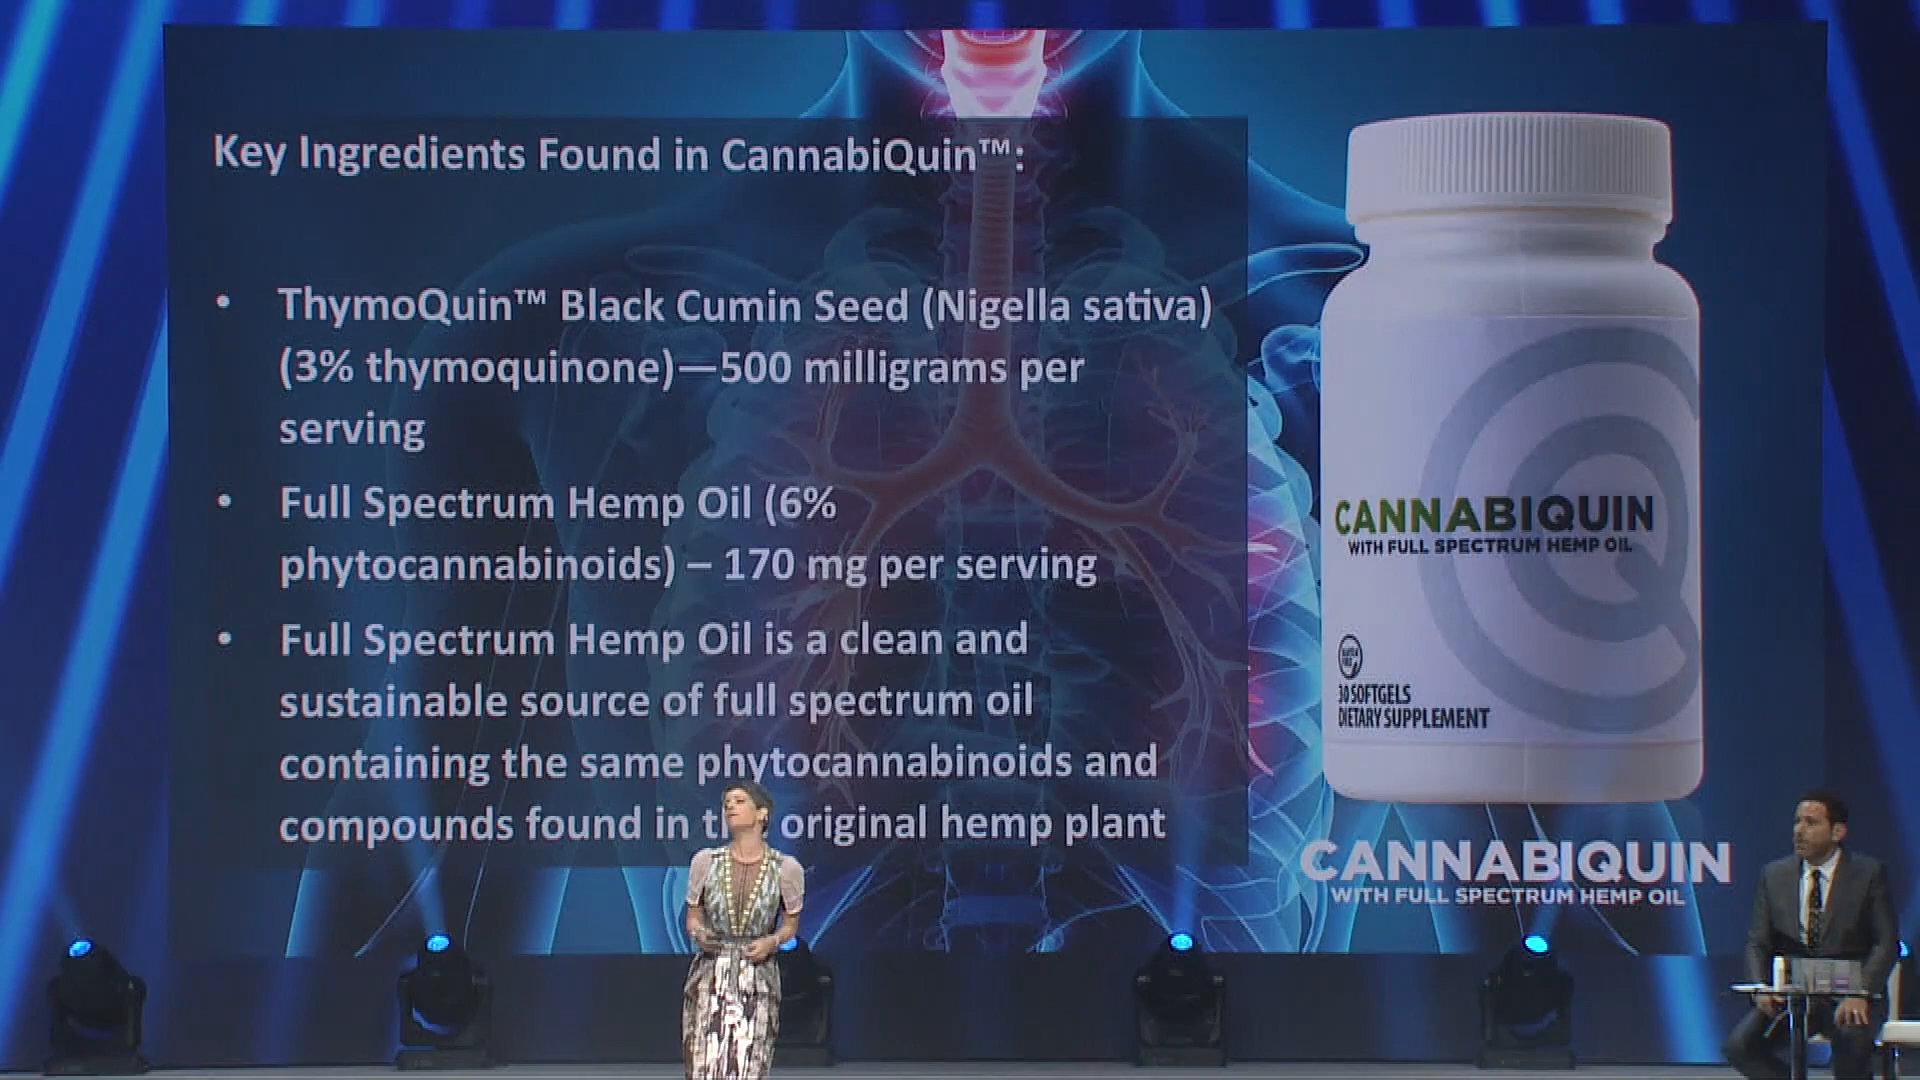 Key Ingredients Found in CannabiQuin™:
• ThymoQuin™ Black Cumin Seed (Nigella sativa)
(3% thymoquinone)—500 milligrams per
serving
• Full Spectrum Hemp Oil (6%
phytocannabinoids) – 170 mg per serving
• Full Spectrum Hemp Oil is a clean and
sustainable source of full spectrum oil
containing the same phytocannabinoids and
compounds found in original hemp plant
CANNABIQUIN
WITH FULL SPECTRUM HEMP OIL
GLUTEN
FREE
30 SOFTGELS
DIETARY SUPPLEMENT
CANNABIQUIN
WITH FULL SPECTRUM HEMP OIL